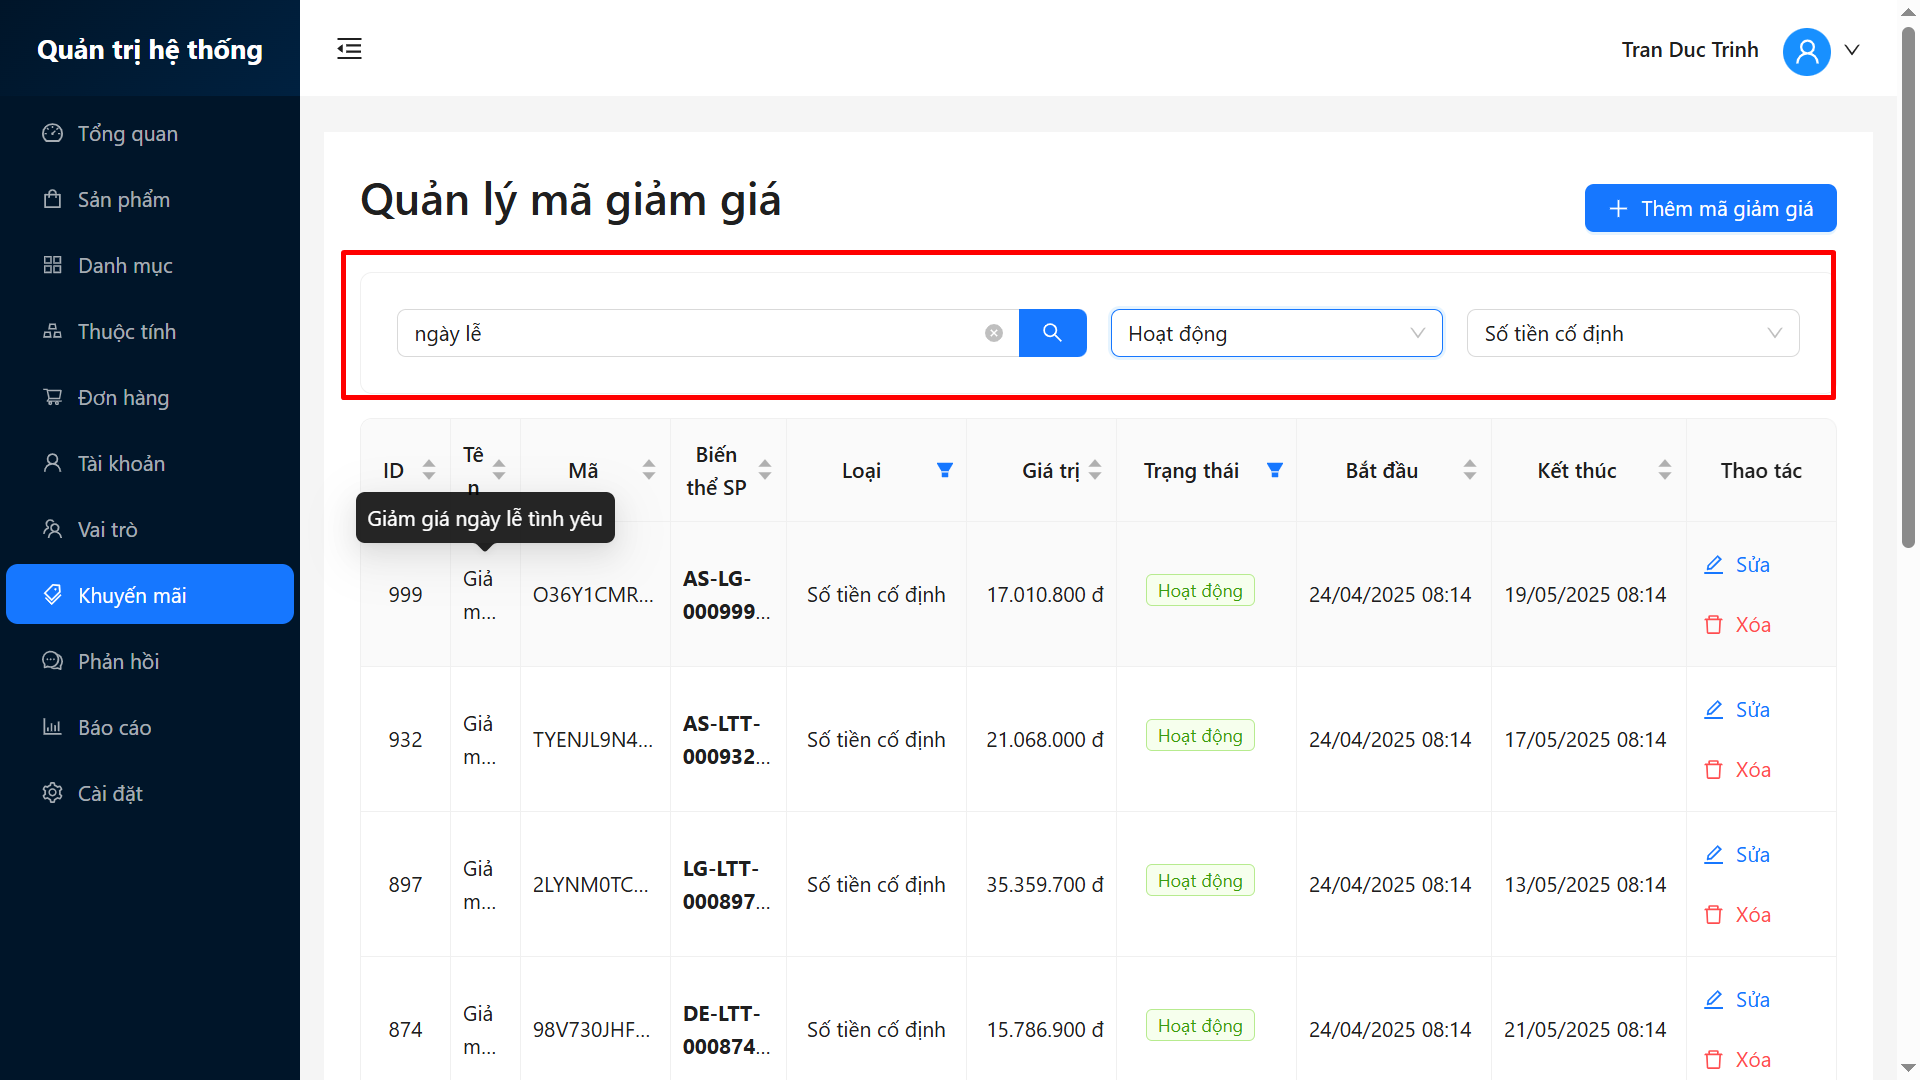 Quản trị hệ thống
Tran Duc Trinh
Tổng quan
Sản phẩm
Danh mục
Thuộc tính
Đơn hàng
Tài khoản
Vai trò
Khuyến mãi
Phản hồi
Báo cáo
Cài đặt
Quản lý mã giảm giá
Thêm mã giảm giá
ngày lễ
Hoạt động
Số tiền cố định
ID
Tê
n
Mã
Biến
thể SP
Loại
Giá trị
Trạng thái
Bắt đầu
Kết thúc
Thao tác
Giảm giá ngày lễ tình yêu
999
Giả
m...
O36Y1CMR...
AS-LG-
000999...
Số tiền cố định
17.010.800 đ
Hoạt động
24/04/2025 08:14
19/05/2025 08:14
Sửa
Xóa
932
Giả
m...
TYENJL9N4...
AS-LTT-
000932...
Số tiền cố định
21.068.000 đ
Hoạt động
24/04/2025 08:14
17/05/2025 08:14
Sửa
Xóa
897
Giả
m...
2LYNM0TC...
LG-LTT-
000897...
Số tiền cố định
35.359.700 đ
Hoạt động
24/04/2025 08:14
13/05/2025 08:14
Sửa
Xóa
874
Giả
m...
98V730JHF...
DE-LTT-
000874...
Số tiền cố định
15.786.900 đ
Hoạt động
24/04/2025 08:14
21/05/2025 08:14
Sửa
Xóa